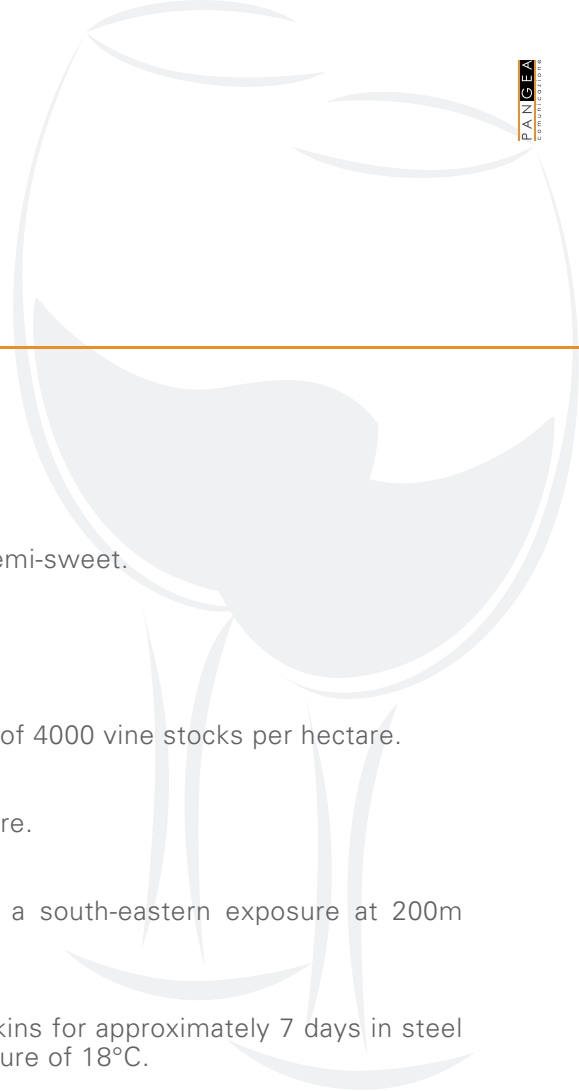 PANGEA
comunicazione
emi-sweet.
of 4000 vine stocks per hectare.
re.
a south-eastern exposure at 200m
kins for approximately 7 days in steel
ure of 18°C.